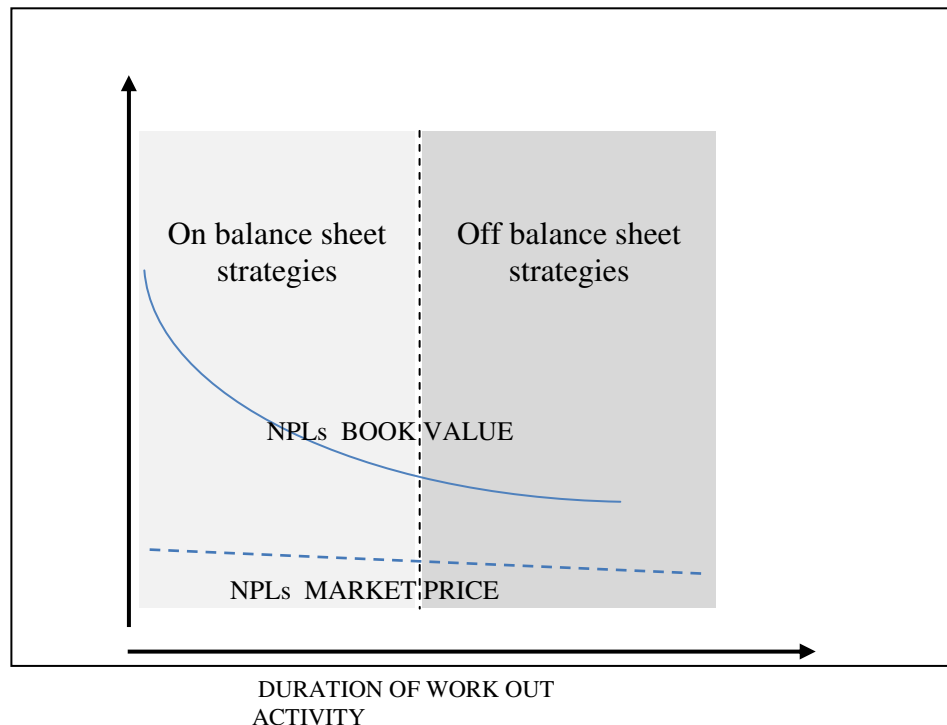 On balance sheet
strategies
Off balance sheet
strategies
NPLs BOOK VALUE
NPLs MARKET PRICE
DURATION OF WORK OUT
ACTIVITY